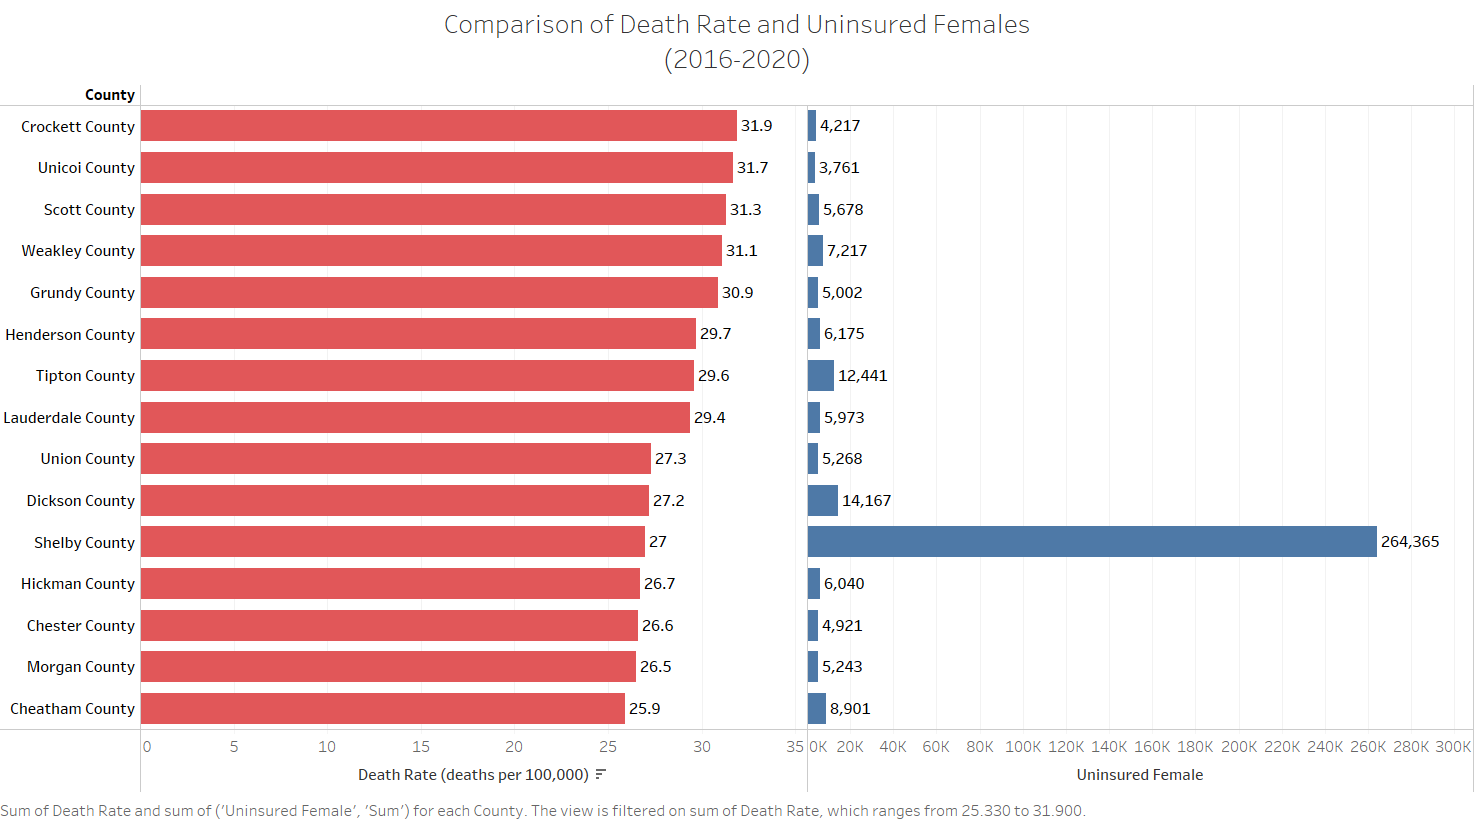 Comparison of Death Rate and Uninsured Females
(2016-2020)
County
Crockett County 31.9 4,217
Unicoi County 31.7 3,761
Scott County 31.3 5,678
Weakley County 31.1 7,217
Grundy County 30.9 5,002
Henderson County 29.7 6,175
Tipton County 29.6 12,441
Lauderdale County 29.4 5,973
Union County 27.3 5,268
Dickson County 27.2 14,167
Shelby County 27 264,365
Hickman County 26.7 6,040
Chester County 26.6 4,921
Morgan County 26.5 5,243
Cheatham County 25.9 8,901
0 5 10 15 20 25 30 35 0K 20K 40K 60K 80K 100K 120K 140K 160K 180K 200K 220K 240K 260K 280K 300K
Death Rate (deaths per 100,000) Uninsured Female
Sum of Death Rate and sum of ('Uninsured Female', 'Sum') for each County. The view is filtered on sum of Death Rate, which ranges from 25.330 to 31.900.